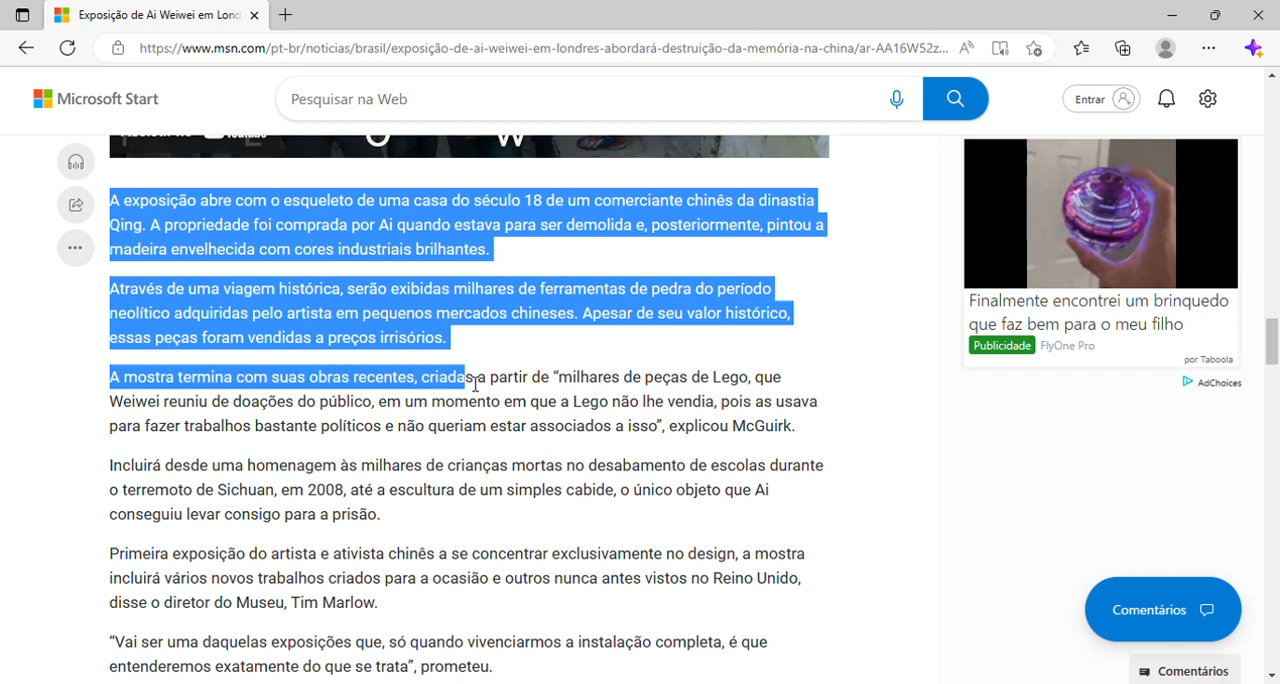 Exposição de Ai Weiwei em Lond
https://www.msn.com/pt-br/noticias/brasil/exposição-de-ai-weiwei-em-londres-abordará-destruição-da-memória-na-china/ar-AA16W52z...
Microsoft Start
Pesquisar na Web
Entrar
A exposição abre com o esqueleto de uma casa do século 18 de um comerciante chinês da dinastia
Qing. A propriedade foi comprada por Ai quando estava para ser demolida e, posteriormente, pintou a
madeira envelhecida com cores industriais brilhantes.
Através de uma viagem histórica, serão exibidas milhares de ferramentas de pedra do período
neolítico adquiridas pelo artista em pequenos mercados chineses. Apesar de seu valor histórico,
essas peças foram vendidas a preços irrisórios.
A mostra termina com suas obras recentes, criadas a partir de “milhares de peças de Lego, que
Weiwei reuniu de doações do público, em um momento em que a Lego não lhe vendia, pois as usava
para fazer trabalhos bastante políticos e não queriam estar associados a isso”, explicou McGuirk.
Incluirá desde uma homenagem às milhares de crianças mortas no desabamento de escolas durante
o terremoto de Sichuan, em 2008, até a escultura de um simples cabide, o único objeto que Ai
conseguiu levar consigo para a prisão.
Primeira exposição do artista e ativista chinês a se concentrar exclusivamente no design, a mostra
incluirá vários novos trabalhos criados para a ocasião e outros nunca antes vistos no Reino Unido,
disse o diretor do Museu, Tim Marlow.
“Vai ser uma daquelas exposições que, só quando vivenciarmos a instalação completa, é que
entenderemos exatamente do que se trata”, prometeu.
Finalmente encontrei um brinquedo
que faz bem para o meu filho
Publicidade FlyOne Pro
por Taboola
AdChoices
Comentários
Comentários